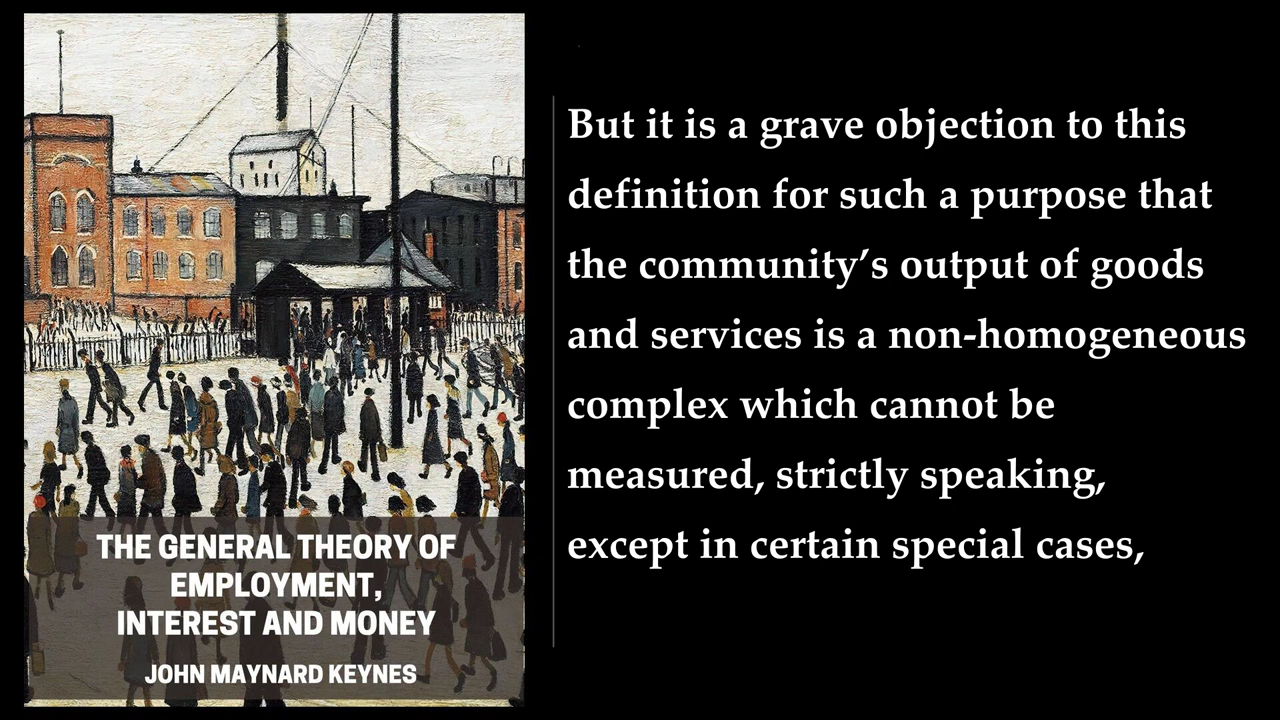 THE GENERAL THEORY OF
EMPLOYMENT,
INTEREST AND MONEY
JOHN MAYNARD KEYNES
But it is a grave objection to this
definition for such a purpose that
the community’s output of goods
and services is a non-homogeneous
complex which cannot be
measured, strictly speaking,
except in certain special cases,